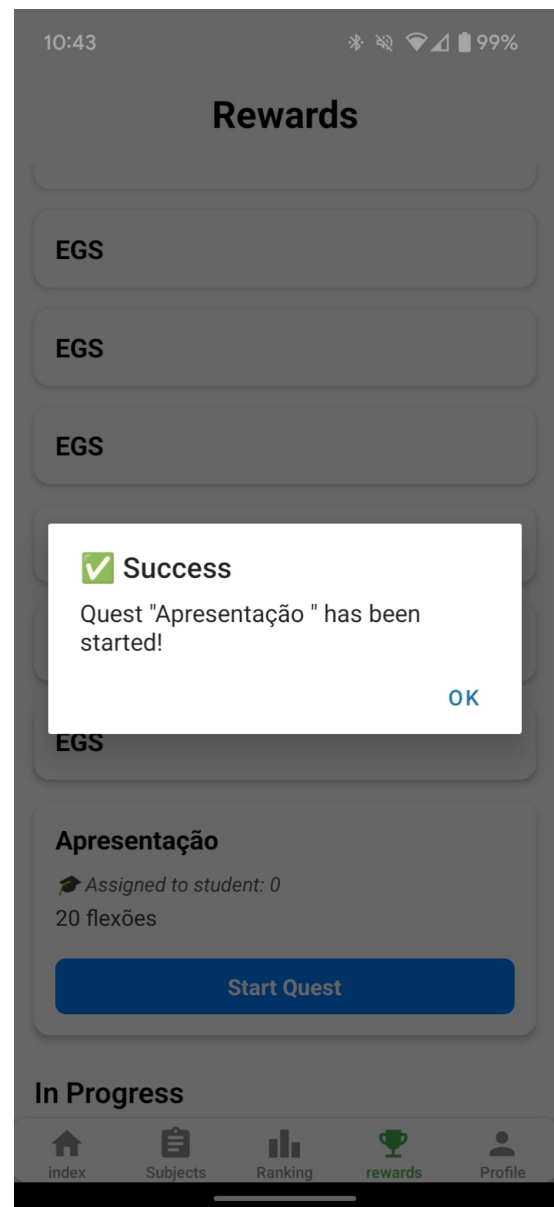 10:43
99%
Rewards
EGS
EGS
EGS
✅ Success
Quest "Apresentação " has been
started!
OK
EGS
Apresentação
🎓 Assigned to student: 0
20 flexões
Start Quest
In Progress
index Subjects Ranking rewards Profile